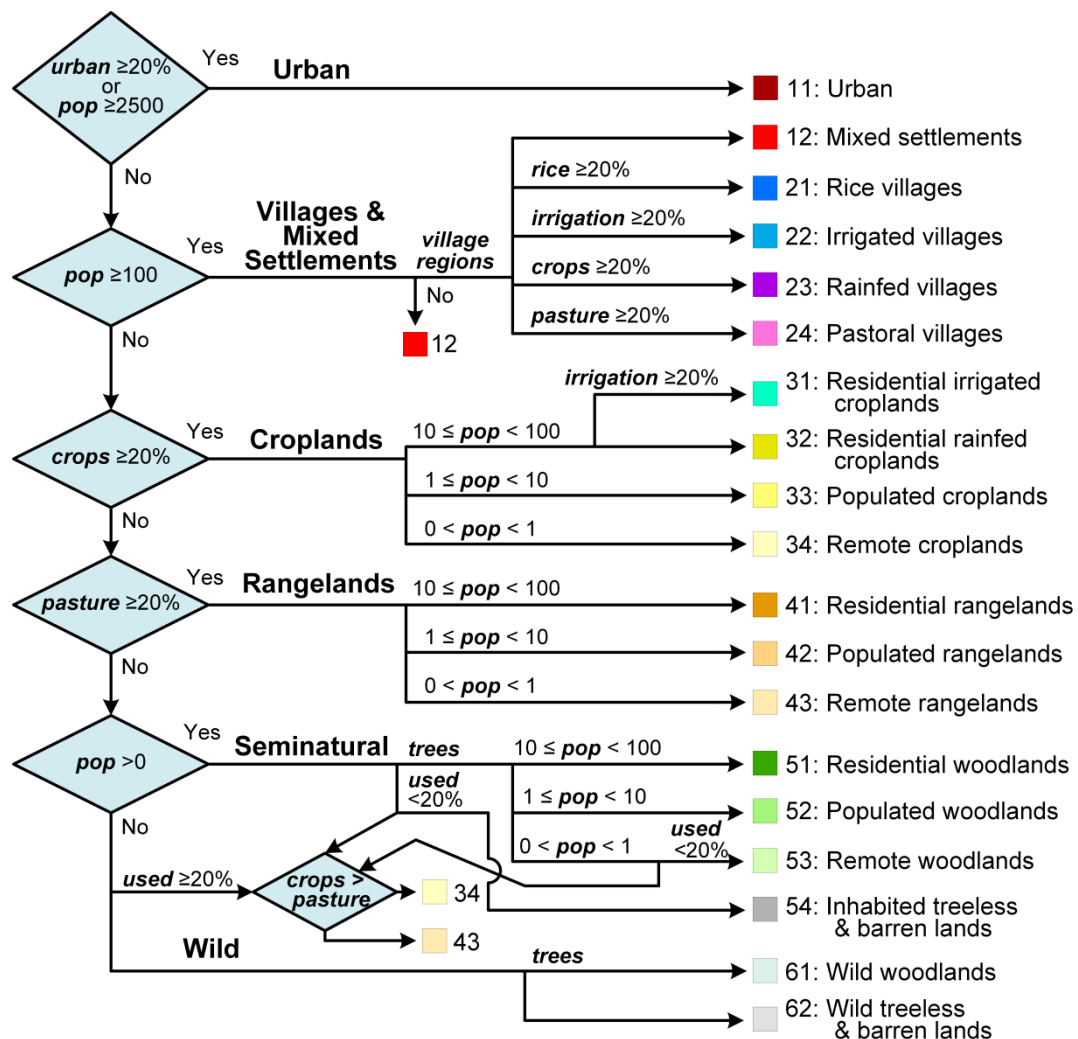 urban ≥20%
or
pop ≥2500
Yes
Urban
11: Urban
No
12: Mixed settlements
rice ≥20%
21: Rice villages
Villages &
Mixed
Settlements
village
regions
irrigation ≥20%
22: Irrigated villages
pop ≥100
Yes
No
crops ≥20%
23: Rainfed villages
pasture ≥20%
24: Pastoral villages
12
No
irrigation ≥20%
31: Residential irrigated
croplands
crops ≥20%
Yes
Croplands
10 ≤ pop < 100
32: Residential rainfed
croplands
1 ≤ pop < 10
33: Populated croplands
0 < pop < 1
34: Remote croplands
No
pasture ≥20%
Yes
Rangelands
10 ≤ pop < 100
41: Residential rangelands
1 ≤ pop < 10
42: Populated rangelands
0 < pop < 1
43: Remote rangelands
No
pop >0
Yes
Seminatural
trees
10 ≤ pop < 100
51: Residential woodlands
used
<20%
1 ≤ pop < 10
52: Populated woodlands
No
0 < pop < 1
used
<20%
53: Remote woodlands
used ≥20%
crops >
pasture
34
54: Inhabited treeless
& barren lands
43
Wild
trees
61: Wild woodlands
62: Wild treeless
& barren lands